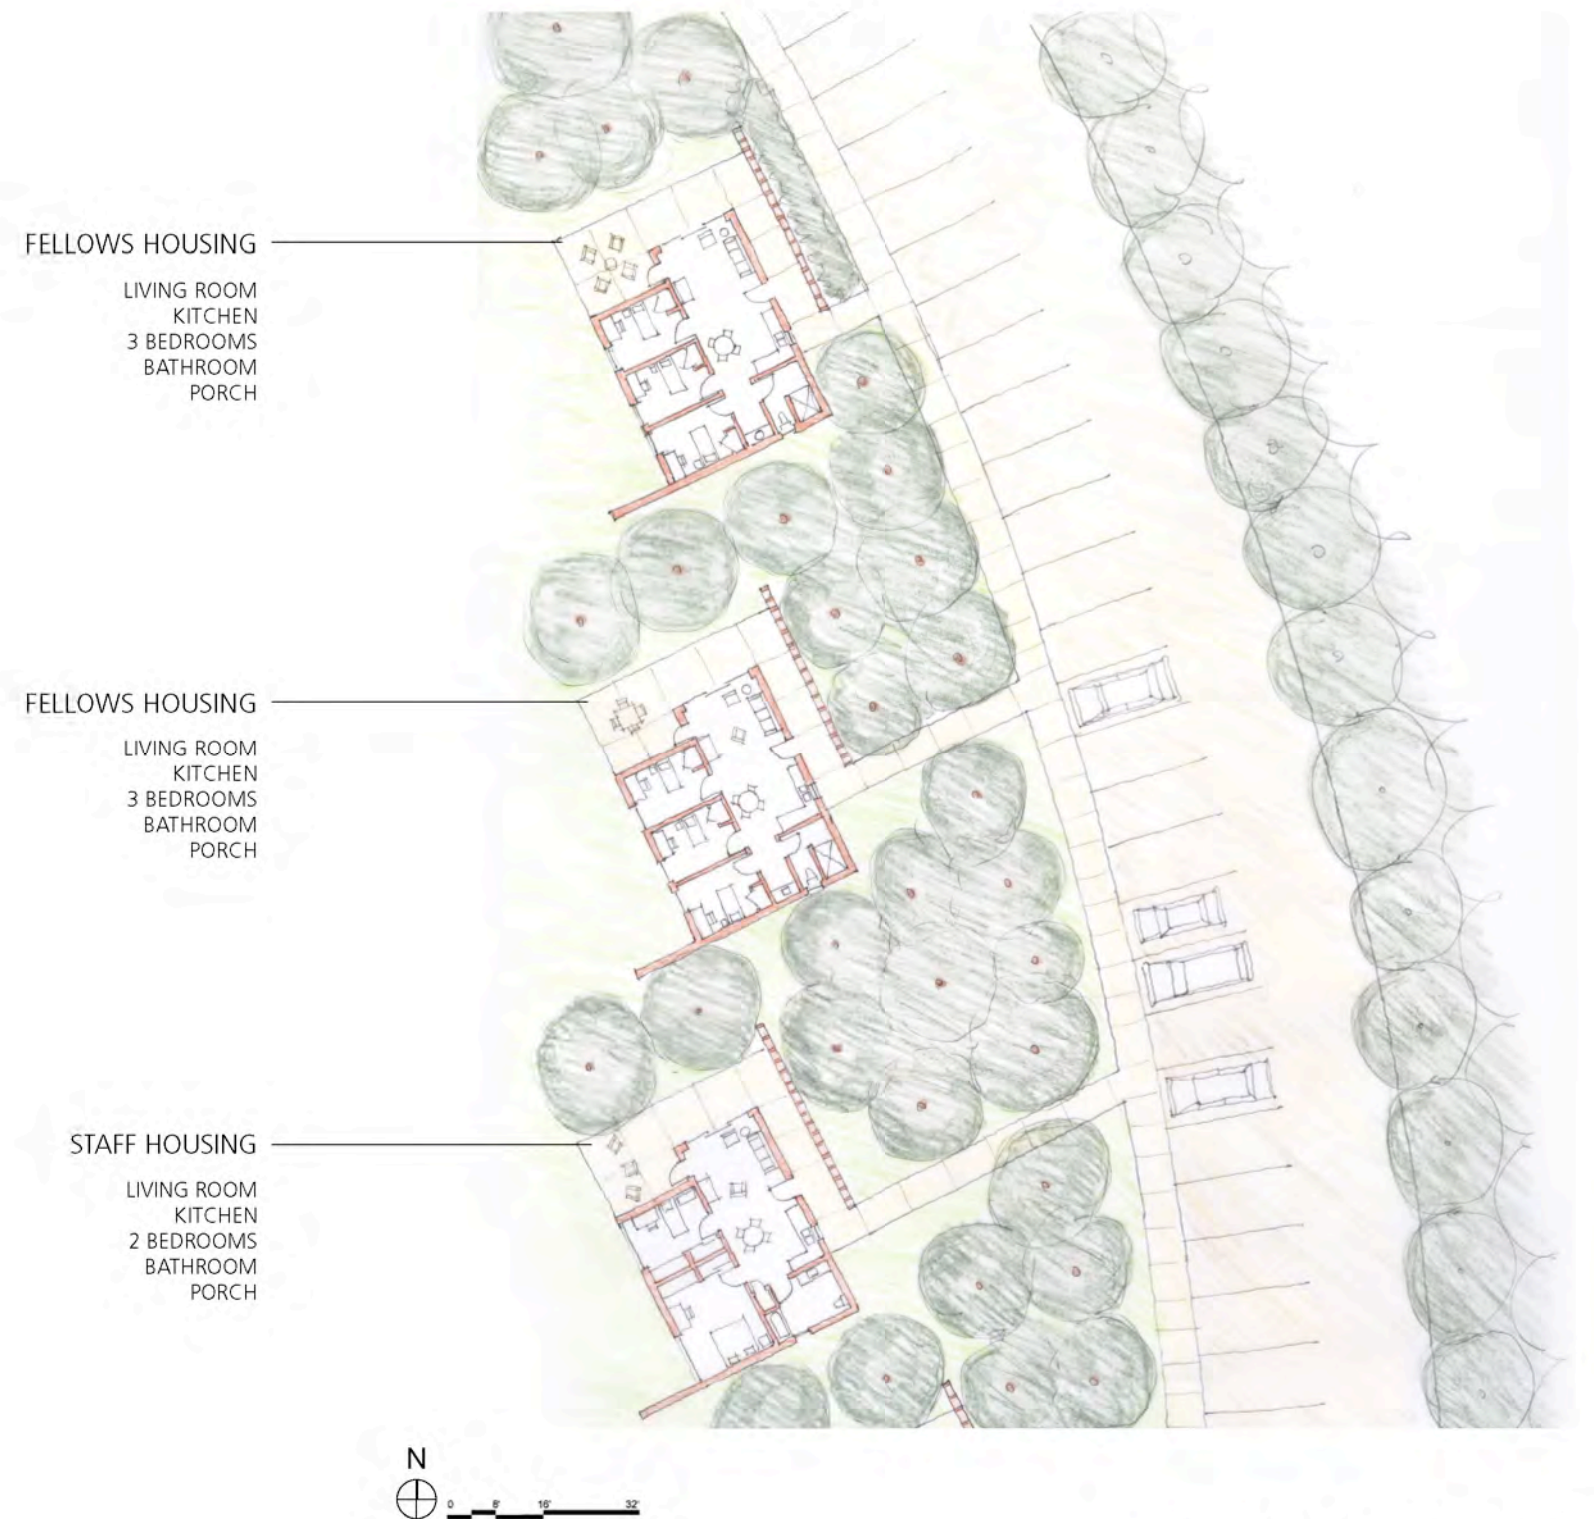 FELLOWS HOUSING
LIVING ROOM
KITCHEN
3 BEDROOMS
BATHROOM
PORCH
FELLOWS HOUSING
LIVING ROOM
KITCHEN
3 BEDROOMS
BATHROOM
PORCH
STAFF HOUSING
LIVING ROOM
KITCHEN
2 BEDROOMS
BATHROOM
PORCH
N
0 8' 16' 32'